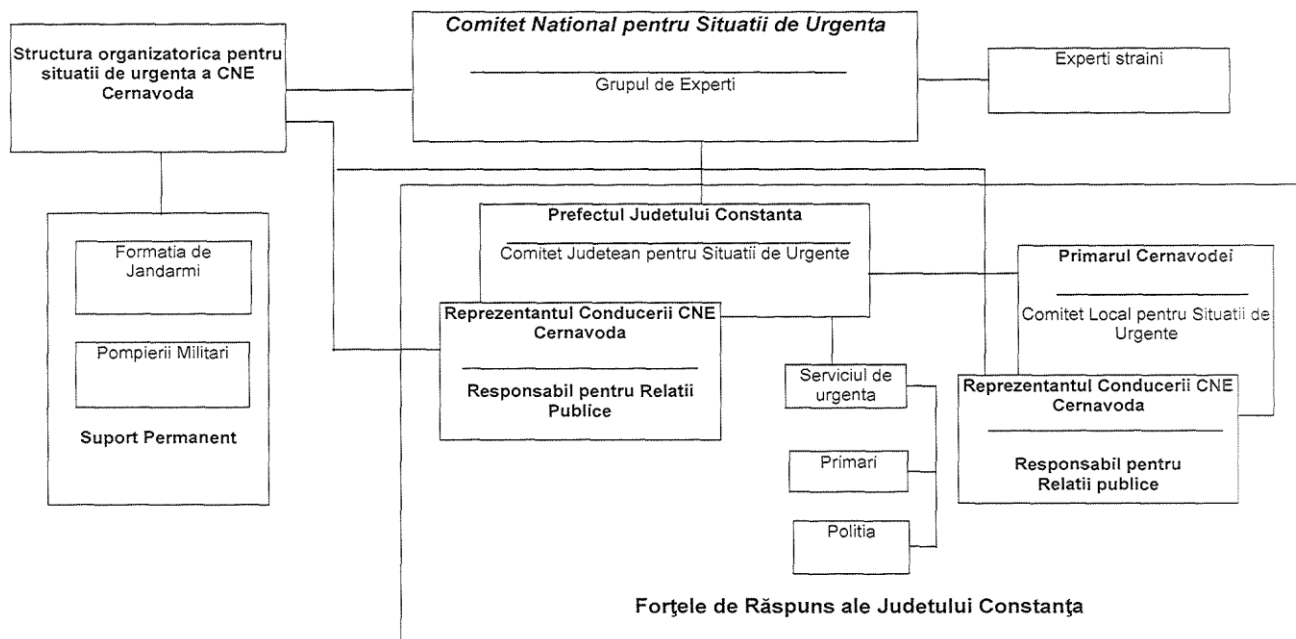 Structura organizatorica pentru
situatii de urgenta a CNE
Cernavoda
Comitet National pentru Situatii de Urgenta
Grupul de Experti
Experti straini
Formatia de
Jandarmi
Pompierii Militari
Suport Permanent
Prefectul Judetului Constanta
Comitet Judetean pentru Situatii de Urgente
Reprezentantul Conducerii CNE
Cernavoda
Responsabil pentru Relatii
Publice
Primarul Cernavodei
Comitet Local pentru Situatii de
Urgente
Reprezentantul Conducerii CNE
Cernavoda
Responsabil pentru
Relatii publice
Serviciul de
urgenta
Primari
Politia
Forţele de Răspuns ale Judetului Constanţa